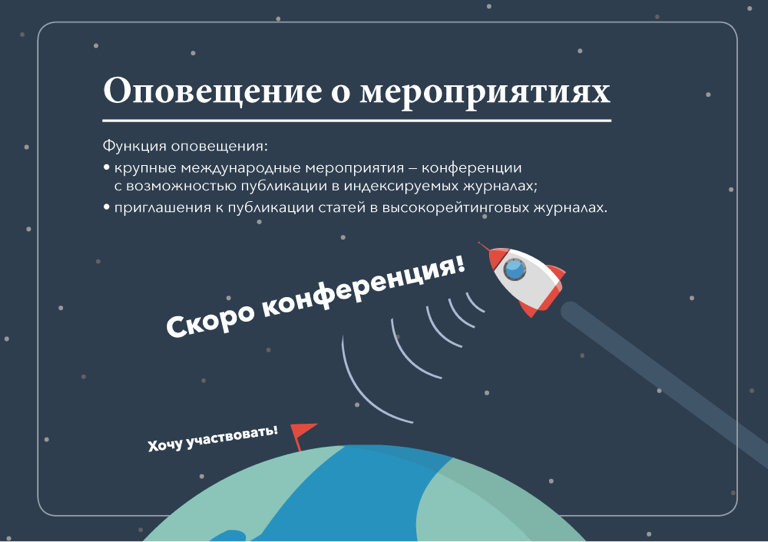 Оповещение о мероприятиях
Функция оповещения:
• крупные международные мероприятия – конференции
с возможностью публикации в индексируемых журналах;
• приглашения к публикации статей в высокорейтинговых журналах.
Скоро конференция!
Хочу участвовать!